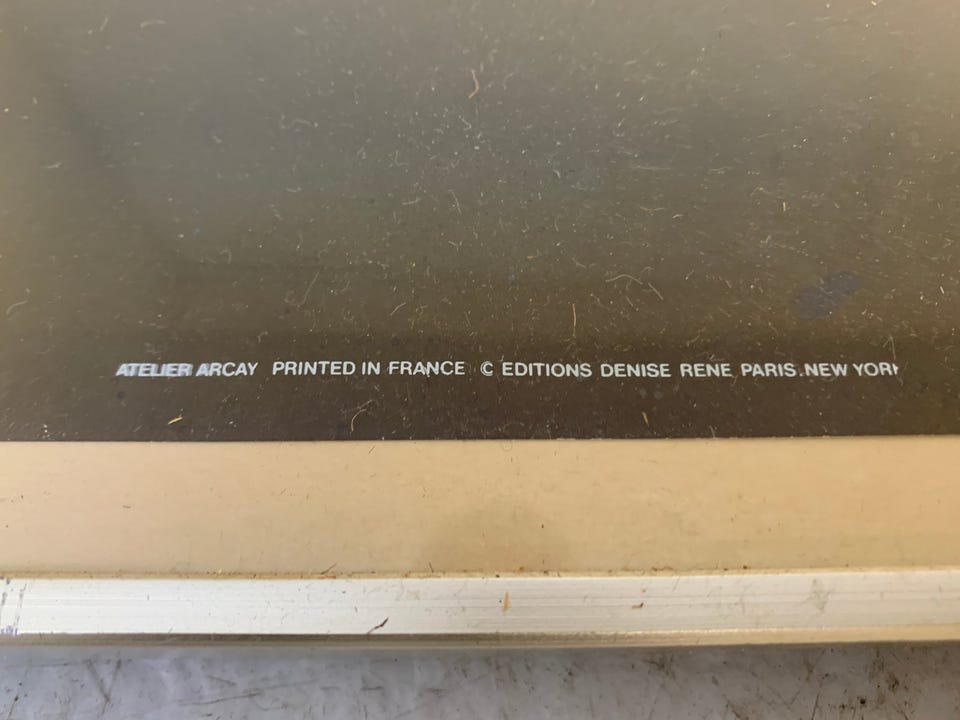 ATELIER ARCAY PRINTED IN FRANCE © EDITIONS DENISE RENE PARIS.NEW YORK